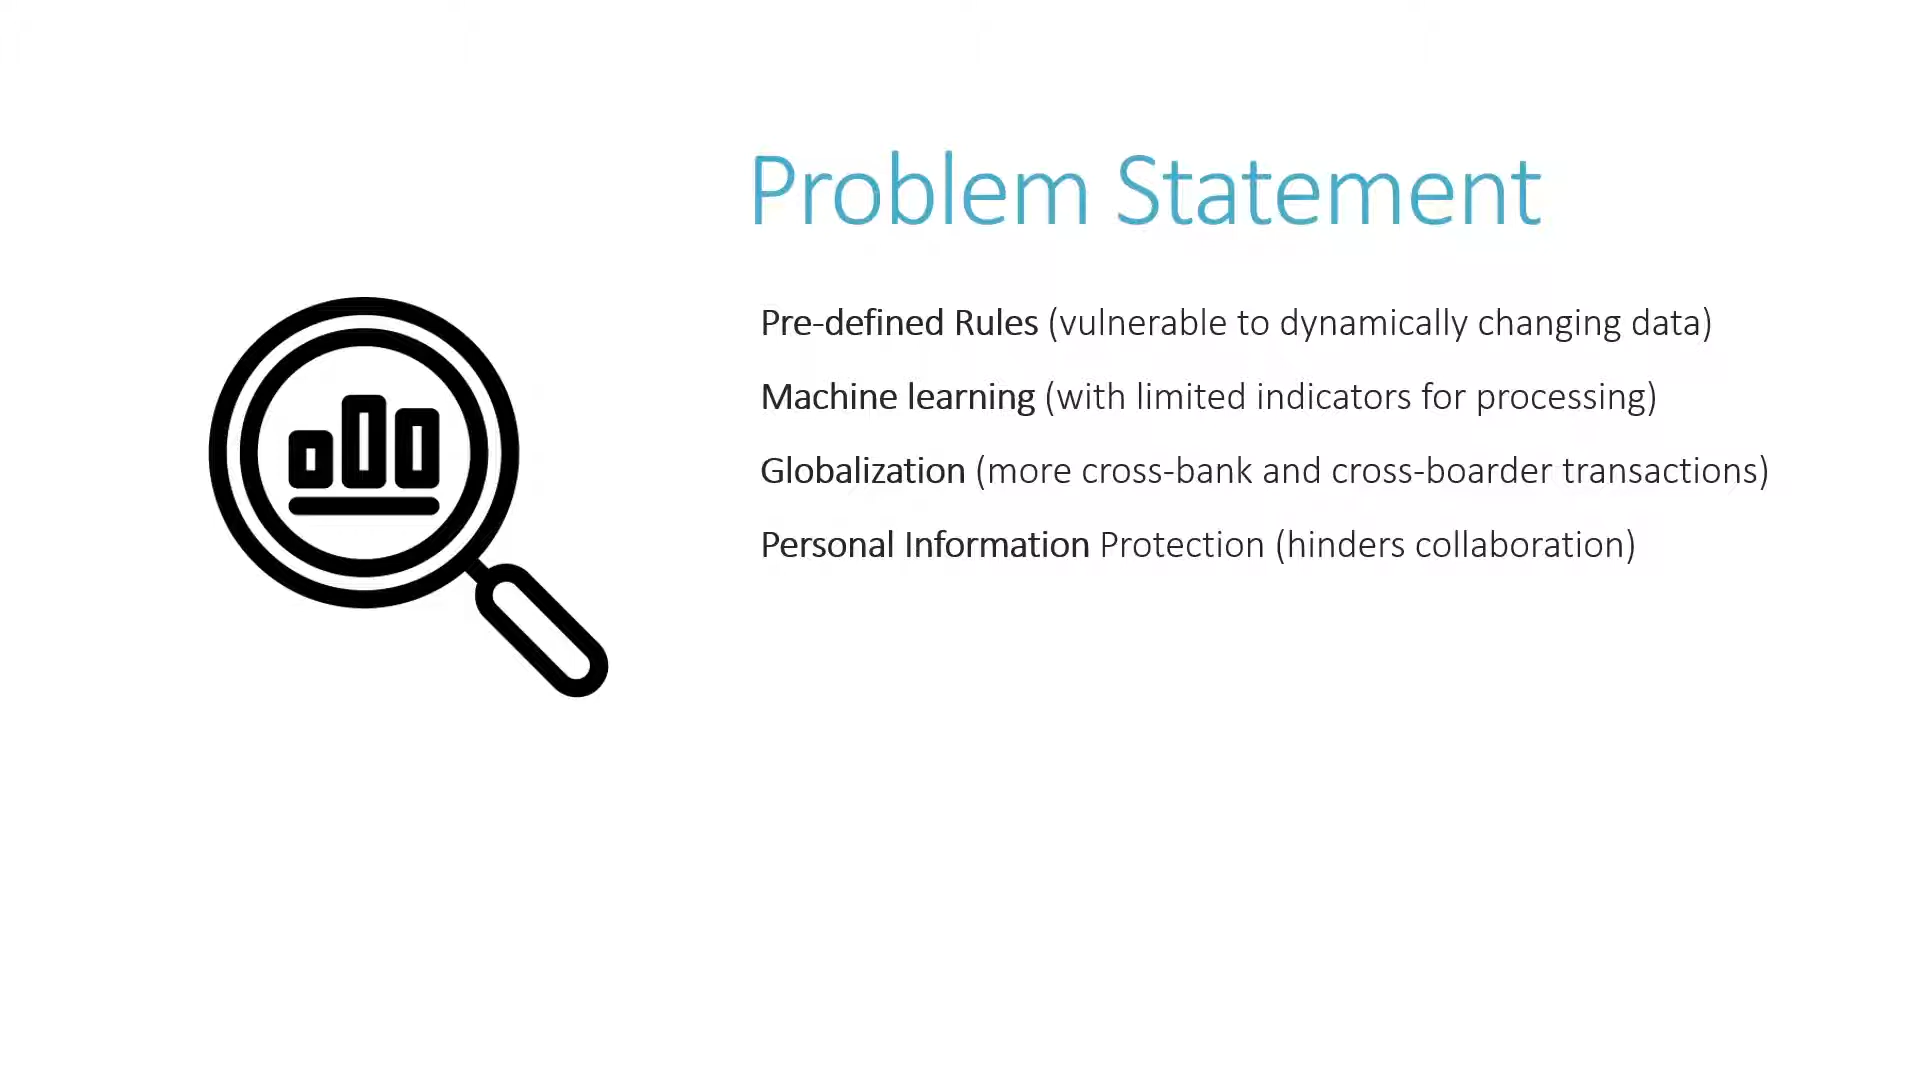 Problem Statement
Pre-defined Rules (vulnerable to dynamically changing data)
Machine learning (with limited indicators for processing)
Globalization (more cross-bank and cross-boarder transactions)
Personal Information Protection (hinders collaboration)